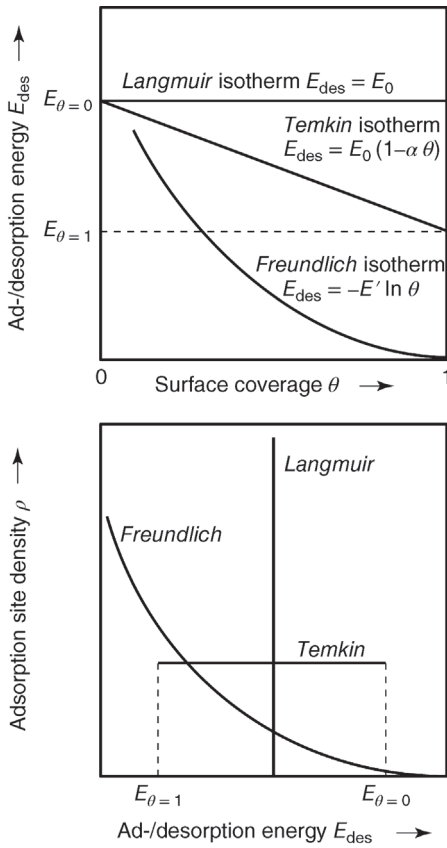 Ad-/desorption energy E_des →
Langmuir isotherm E_des = E_0
E_θ=0
Temkin isotherm
E_des = E_0 (1–α θ)
E_θ=1
Freundlich isotherm
E_des = –E′ ln θ
0
1
Surface coverage θ →
Adsorption site density ρ →
Langmuir
Freundlich
Temkin
E_θ=1
E_θ=0
Ad-/desorption energy E_des →